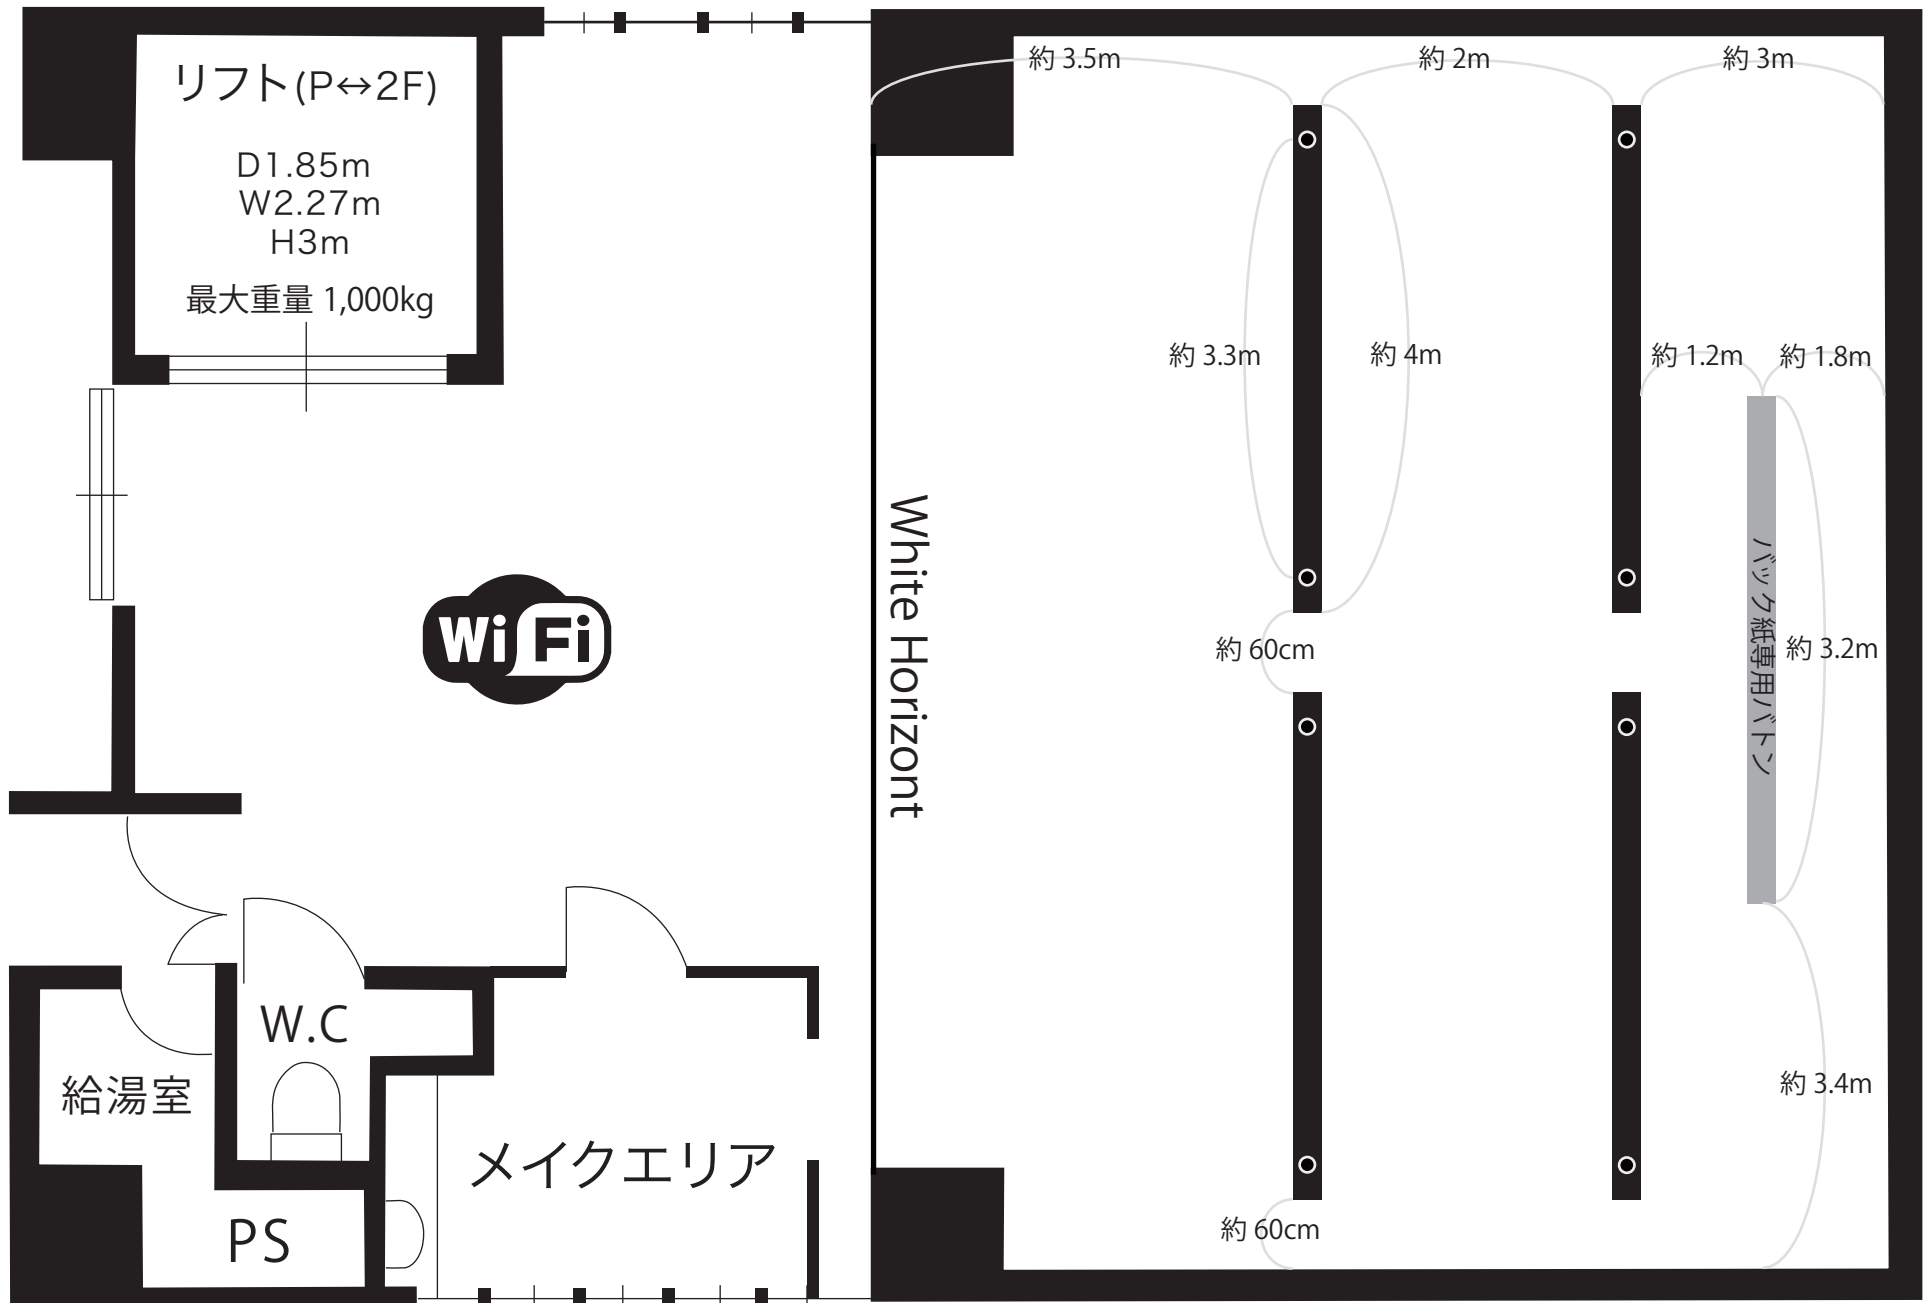 リフト(P↔2F)
D1.85m
W2.27m
H3m
最大重量 1,000kg
約 3.5m
約 2m
約 3m
約 3.3m
約 4m
約 1.2m
約 1.8m
White Horizont
WiFi
約 60cm
バック紙専用バトン
約 3.2m
W.C
給湯室
メイクエリア
PS
約 3.4m
約 60cm